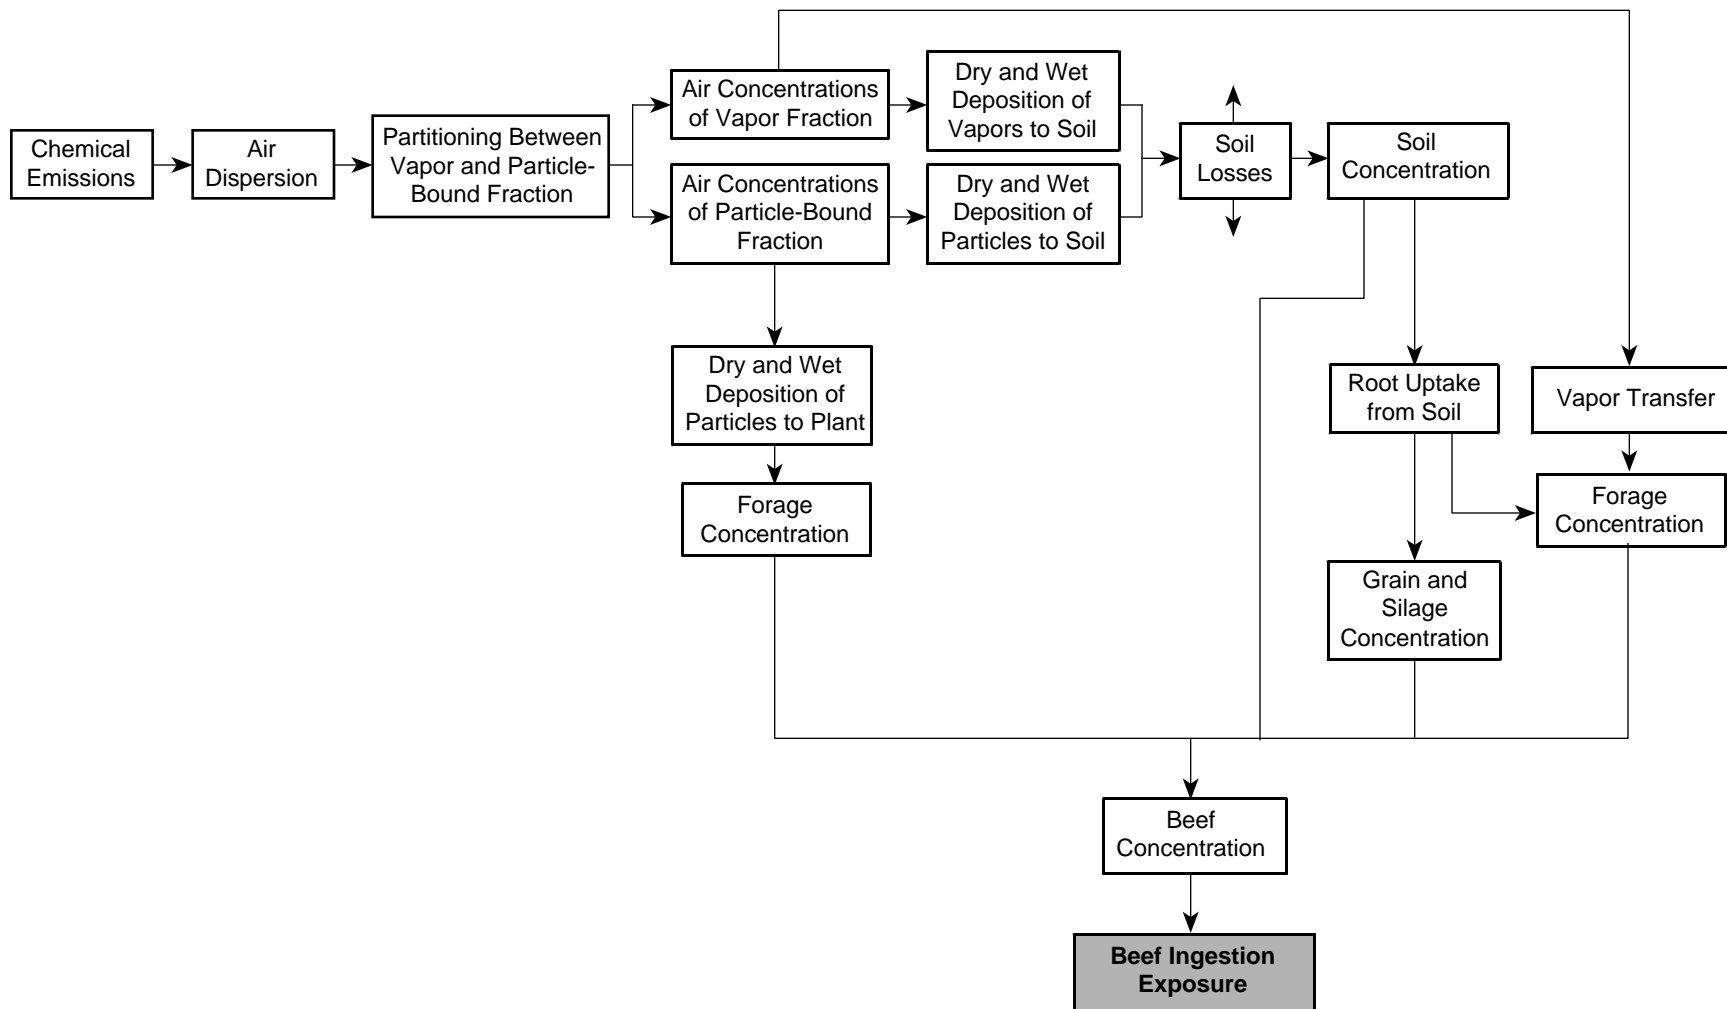 Chemical
Emissions
Air
Dispersion
Partitioning Between
Vapor and Particle-
Bound Fraction
Air Concentrations
of Vapor Fraction
Dry and Wet
Deposition of
Vapors to Soil
Air Concentrations
of Particle-Bound
Fraction
Dry and Wet
Deposition of
Particles to Soil
Soil
Losses
Soil
Concentration
Dry and Wet
Deposition of
Particles to Plant
Root Uptake
from Soil
Vapor Transfer
Forage
Concentration
Forage
Concentration
Grain and
Silage
Concentration
Beef
Concentration
Beef Ingestion
Exposure